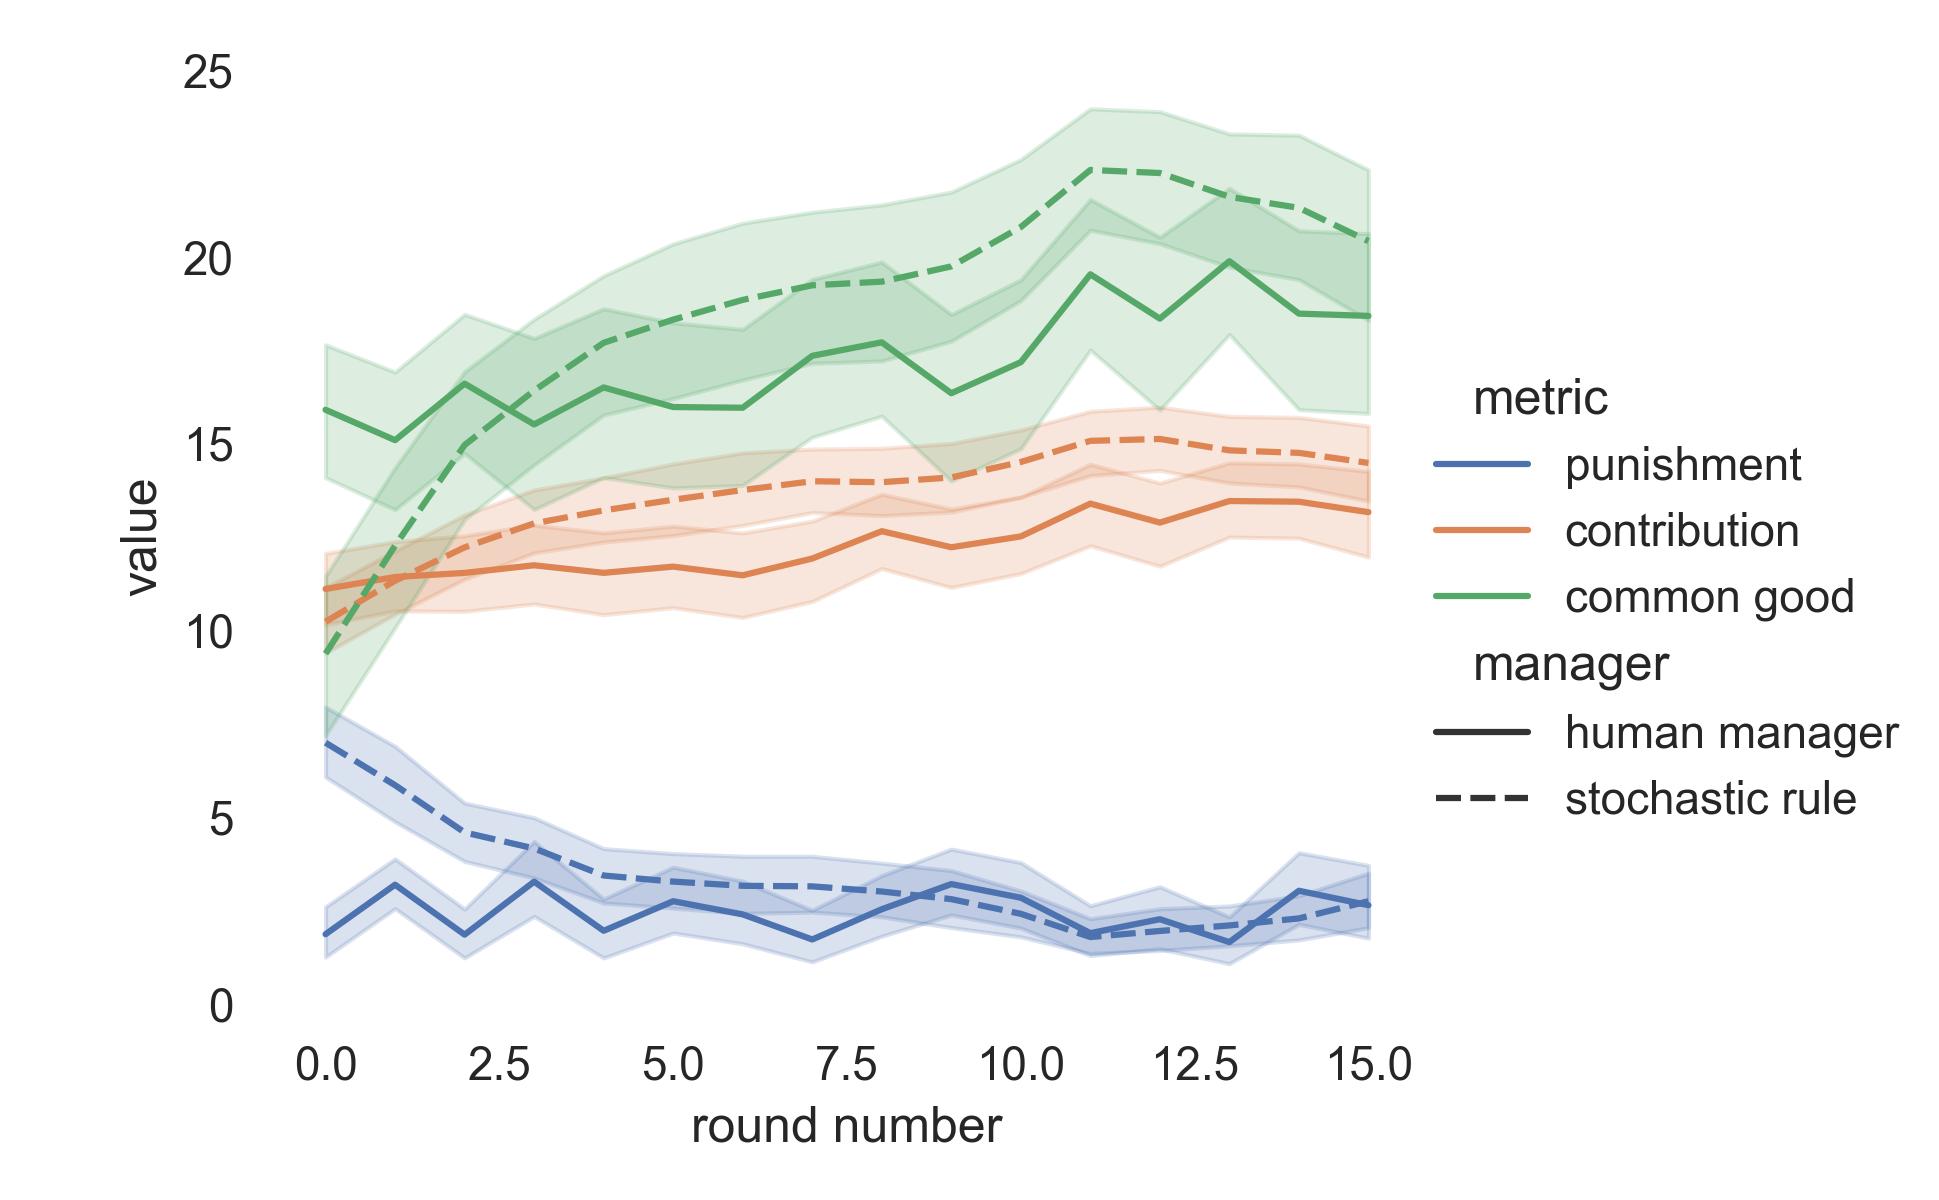 25
20
15
10
5
0
value
0.0 2.5 5.0 7.5 10.0 12.5 15.0
round number
metric
punishment
contribution
common good
manager
human manager
stochastic rule